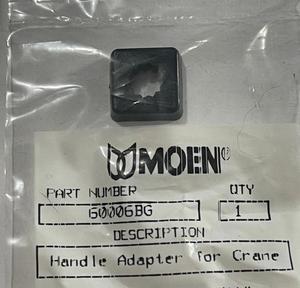 MOEN®
PART NUMBER QTY
60006BG 1
DESCRIPTION
Handle Adapter for Crane